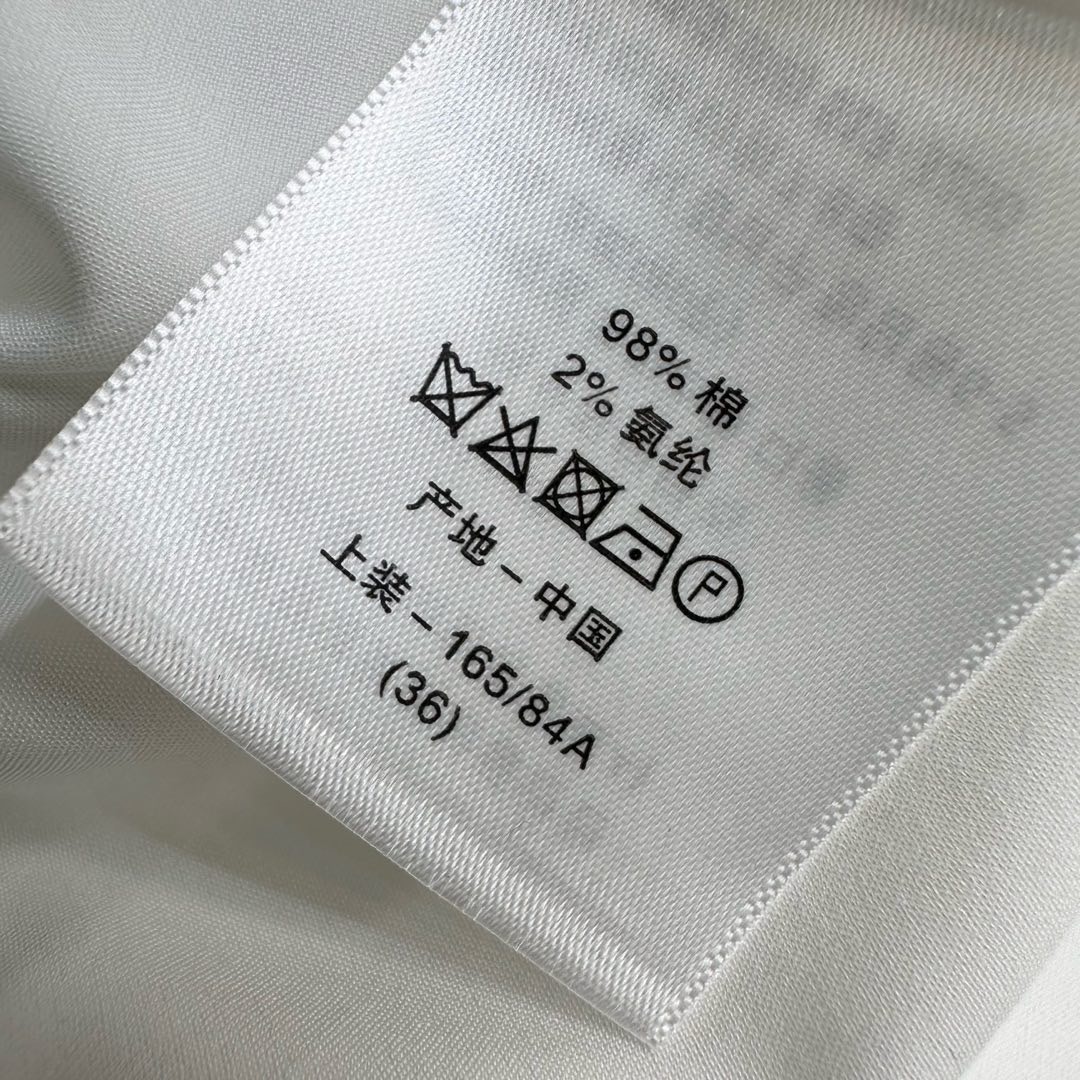 98% 棉
2% 氨纶
P
产地 – 中国
上装 – 165/84A
(36)